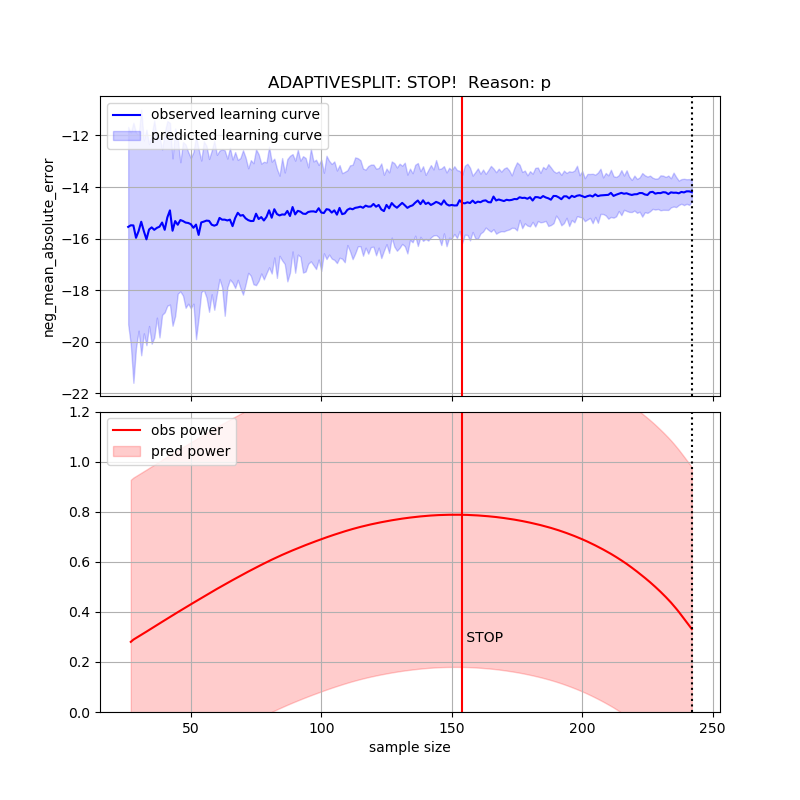 ADAPTIVESPLIT: STOP!  Reason: p
observed learning curve
predicted learning curve
neg_mean_absolute_error
−12
−14
−16
−18
−20
−22
obs power
pred power
1.2
1.0
0.8
0.6
0.4
0.2
0.0
STOP
50
100
150
200
250
sample size